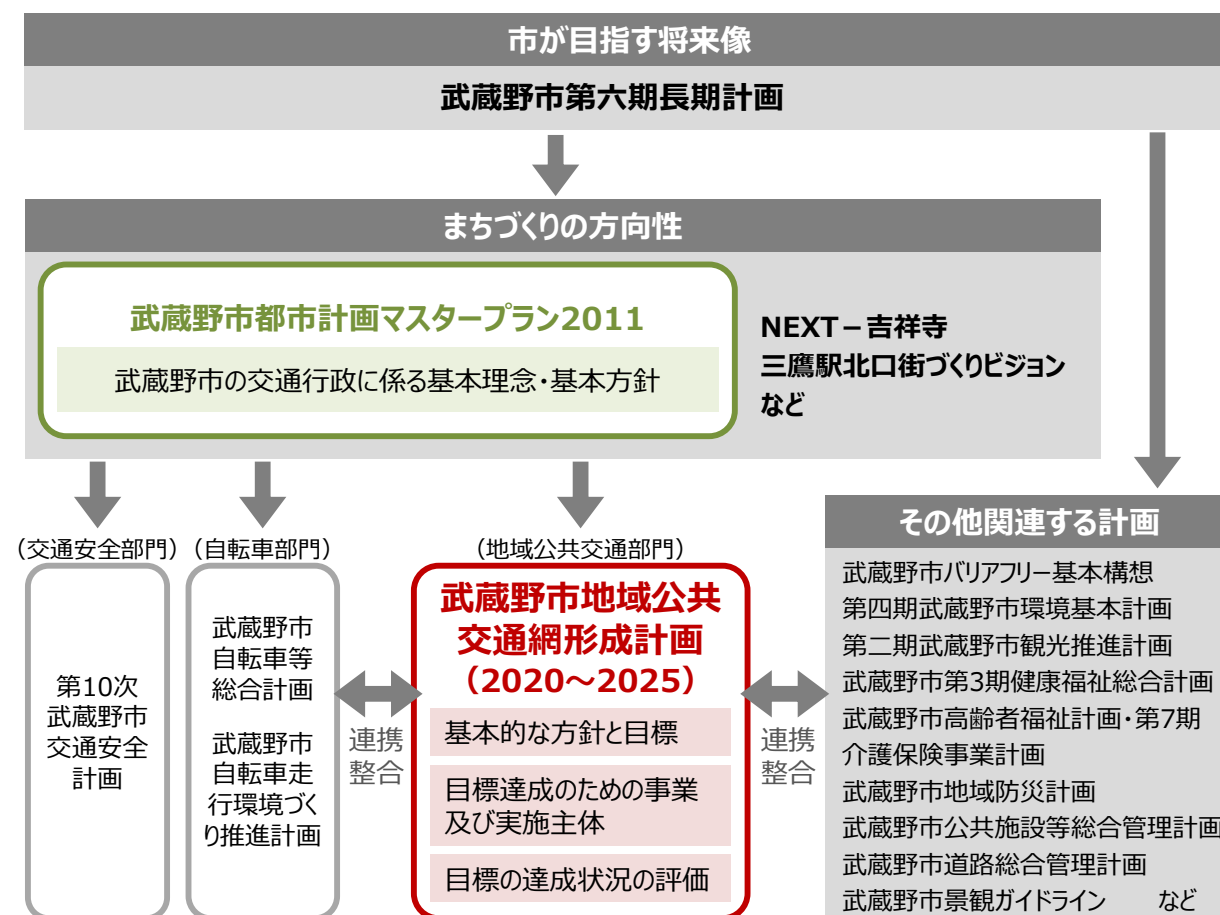 市が目指す将来像
武蔵野市第六期長期計画
まちづくりの方向性
武蔵野市都市計画マスタープラン2011
武蔵野市の交通行政に係る基本理念・基本方針
NEXT－吉祥寺
三鷹駅北口街づくりビジョン
など
（交通安全部門）
第10次
武蔵野市
交通安全
計画
（自転車部門）
武蔵野市
自転車等
総合計画
武蔵野市
自転車走
行環境づく
り推進計画
連携
整合
（地域公共交通部門）
武蔵野市地域公共
交通網形成計画
（2020～2025）
基本的な方針と目標
目標達成のための事業
及び実施主体
目標の達成状況の評価
連携
整合
その他関連する計画
武蔵野市バリアフリー基本構想
第四期武蔵野市環境基本計画
第二期武蔵野市観光推進計画
武蔵野市第3期健康福祉総合計画
武蔵野市高齢者福祉計画・第7期
介護保険事業計画
武蔵野市地域防災計画
武蔵野市公共施設等総合管理計画
武蔵野市道路総合管理計画
武蔵野市景観ガイドライン　　など